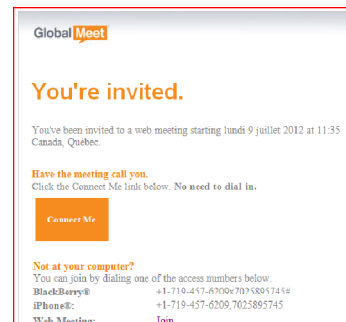 Global Meet
You're invited.
You've been invited to a web meeting starting lundi 9 juillet 2012 at 11:35
Canada, Québec.
Have the meeting call you.
Click the Connect Me link below. No need to dial in.
Connect Me
Not at your computer?
You can join by dialing one of the access numbers below.
BlackBerry® +1-719-457-6209x7025895745#
iPhone®: +1-719-457-6209,7025895745
Web Meeting: Join